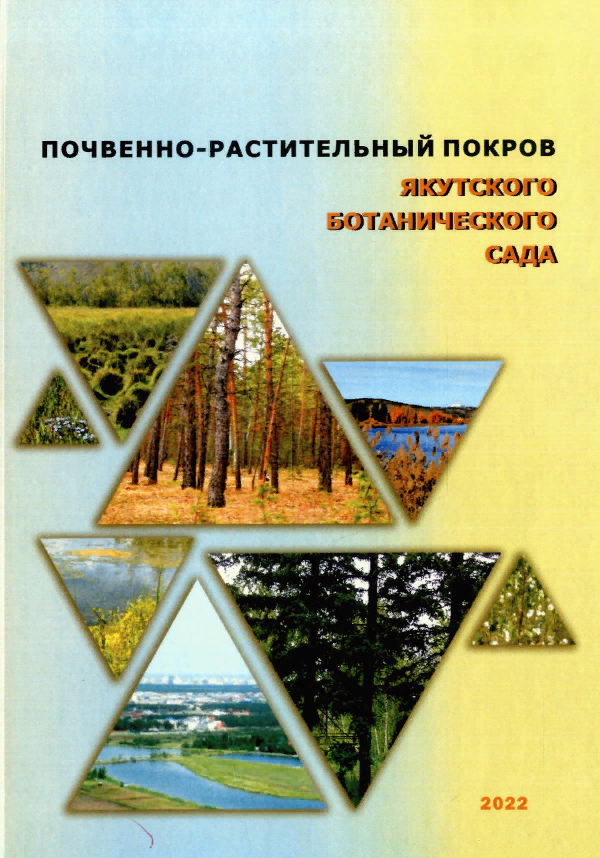 ПОЧВЕННО-РАСТИТЕЛЬНЫЙ ПОКРОВ
ЯКУТСКОГО
БОТАНИЧЕСКОГО
САДА
2022